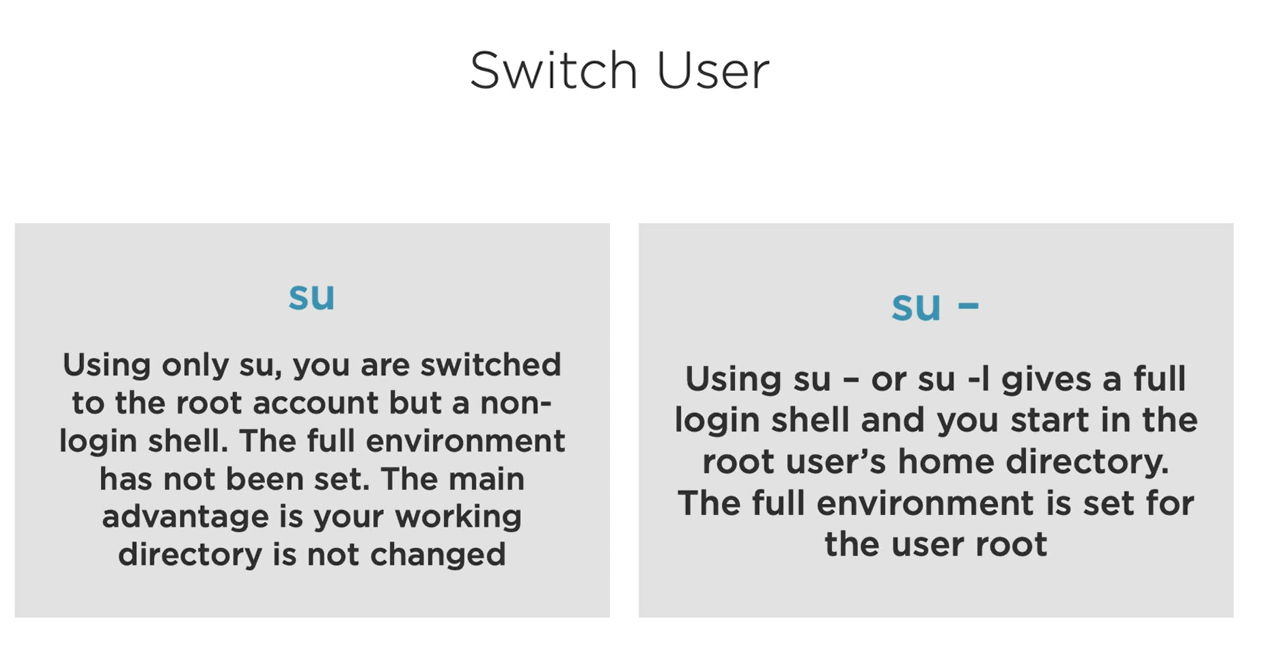 Switch User
su
Using only su, you are switched
to the root account but a non-
login shell. The full environment
has not been set. The main
advantage is your working
directory is not changed
su –
Using su – or su -l gives a full
login shell and you start in the
root user’s home directory.
The full environment is set for
the user root